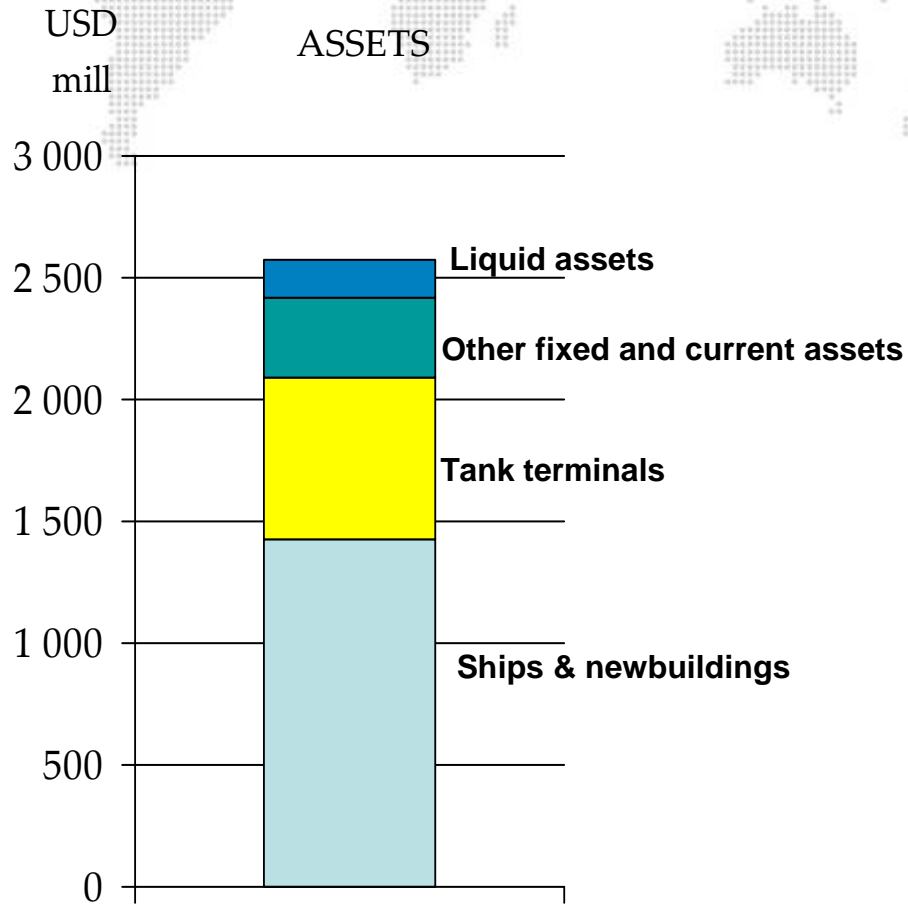 USD
mill
ASSETS
3 000
2 500
2 000
1 500
1 000
500
0
Liquid assets
Other fixed and current assets
Tank terminals
Ships & newbuildings